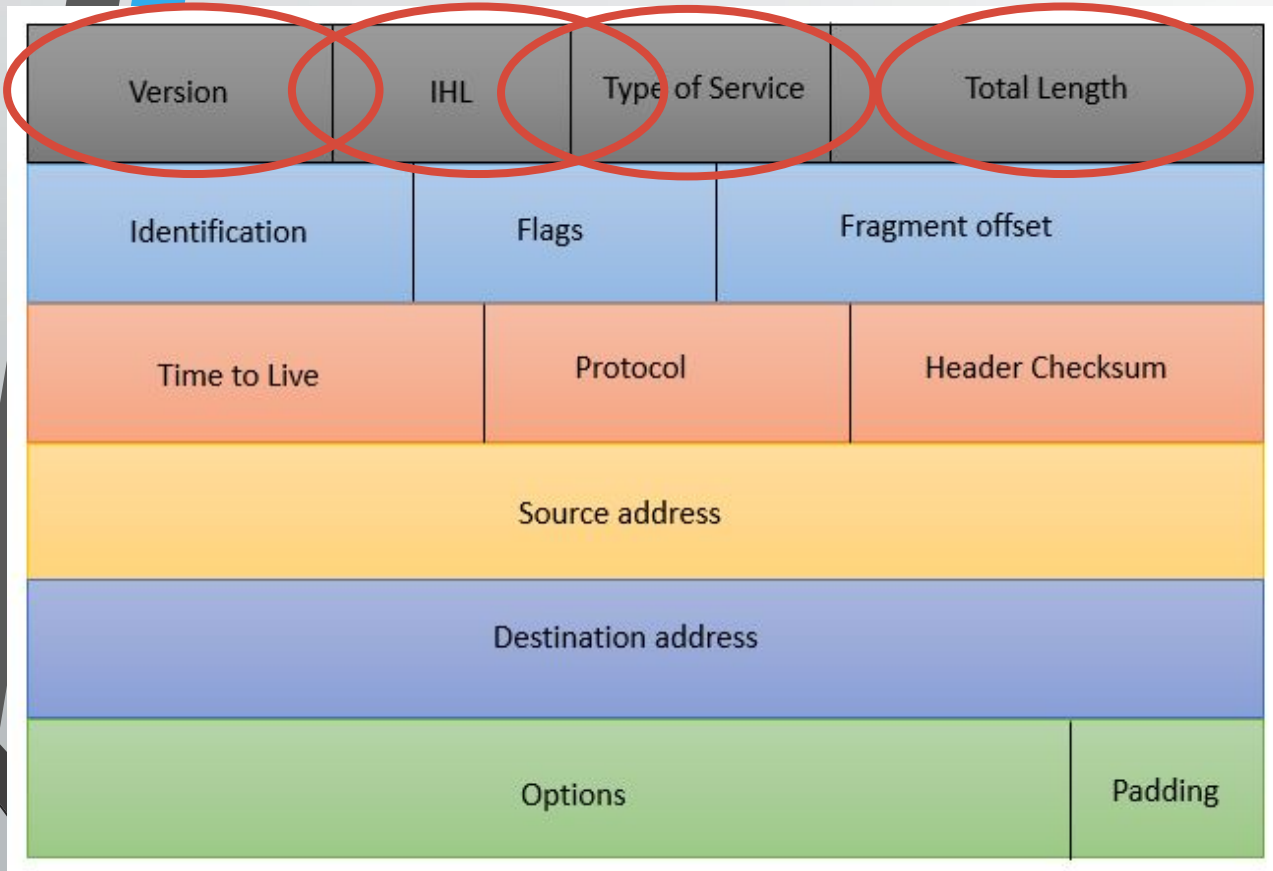 Version
IHL
Type of Service
Total Length
Identification
Flags
Fragment offset
Time to Live
Protocol
Header Checksum
Source address
Destination address
Options
Padding